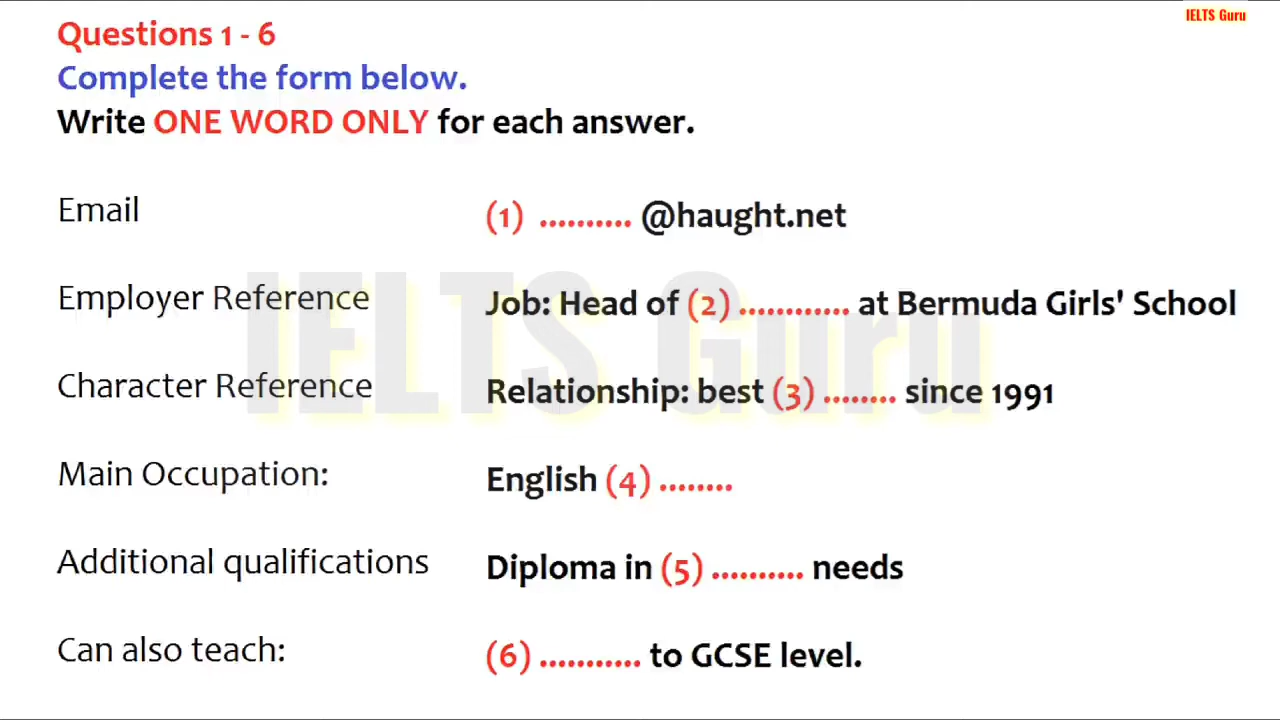 IELTS Guru
Questions 1 - 6
Complete the form below.
Write ONE WORD ONLY for each answer.
Email (1) .......... @haught.net
Employer Reference Job: Head of (2) ............ at Bermuda Girls' School
Character Reference Relationship: best (3) ........ since 1991
Main Occupation: English (4) ........
Additional qualifications Diploma in (5) .......... needs
Can also teach: (6) ........... to GCSE level.
IELTS Guru